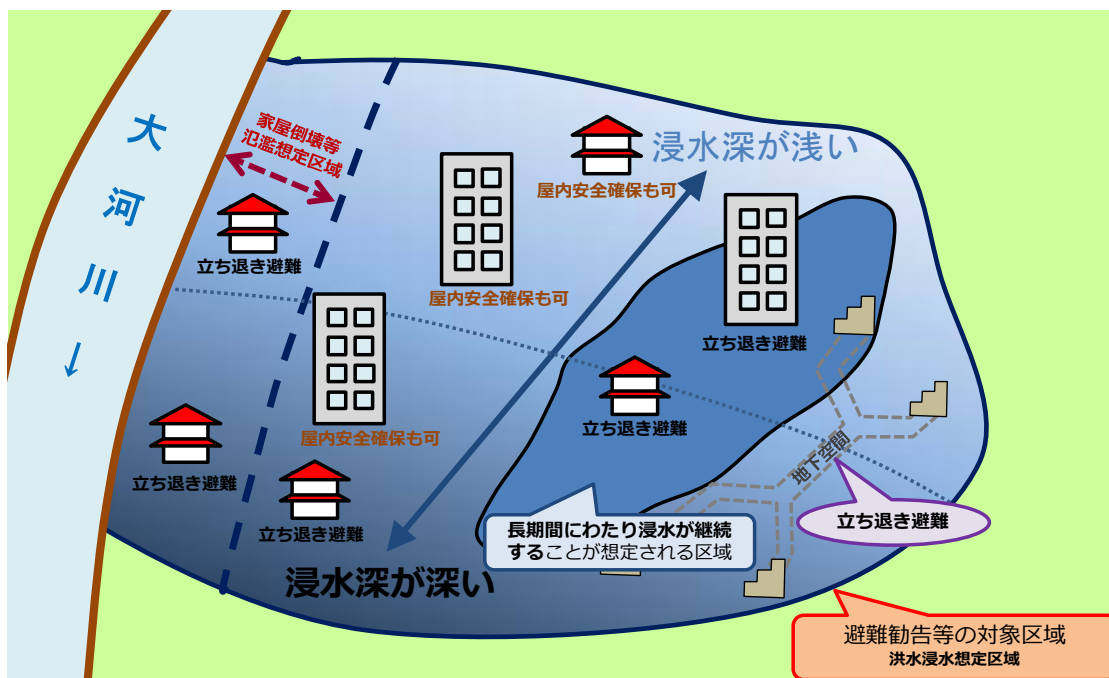 大河川↓
家屋倒壊等
氾濫想定区域
浸水深が浅い
屋内安全確保も可
立ち退き避難
屋内安全確保も可
立ち退き避難
立ち退き避難
屋内安全確保も可
地下空間
立ち退き避難
立ち退き避難
立ち退き避難
長期間にわたり浸水が継続
することが想定される区域
浸水深が深い
避難勧告等の対象区域
洪水浸水想定区域